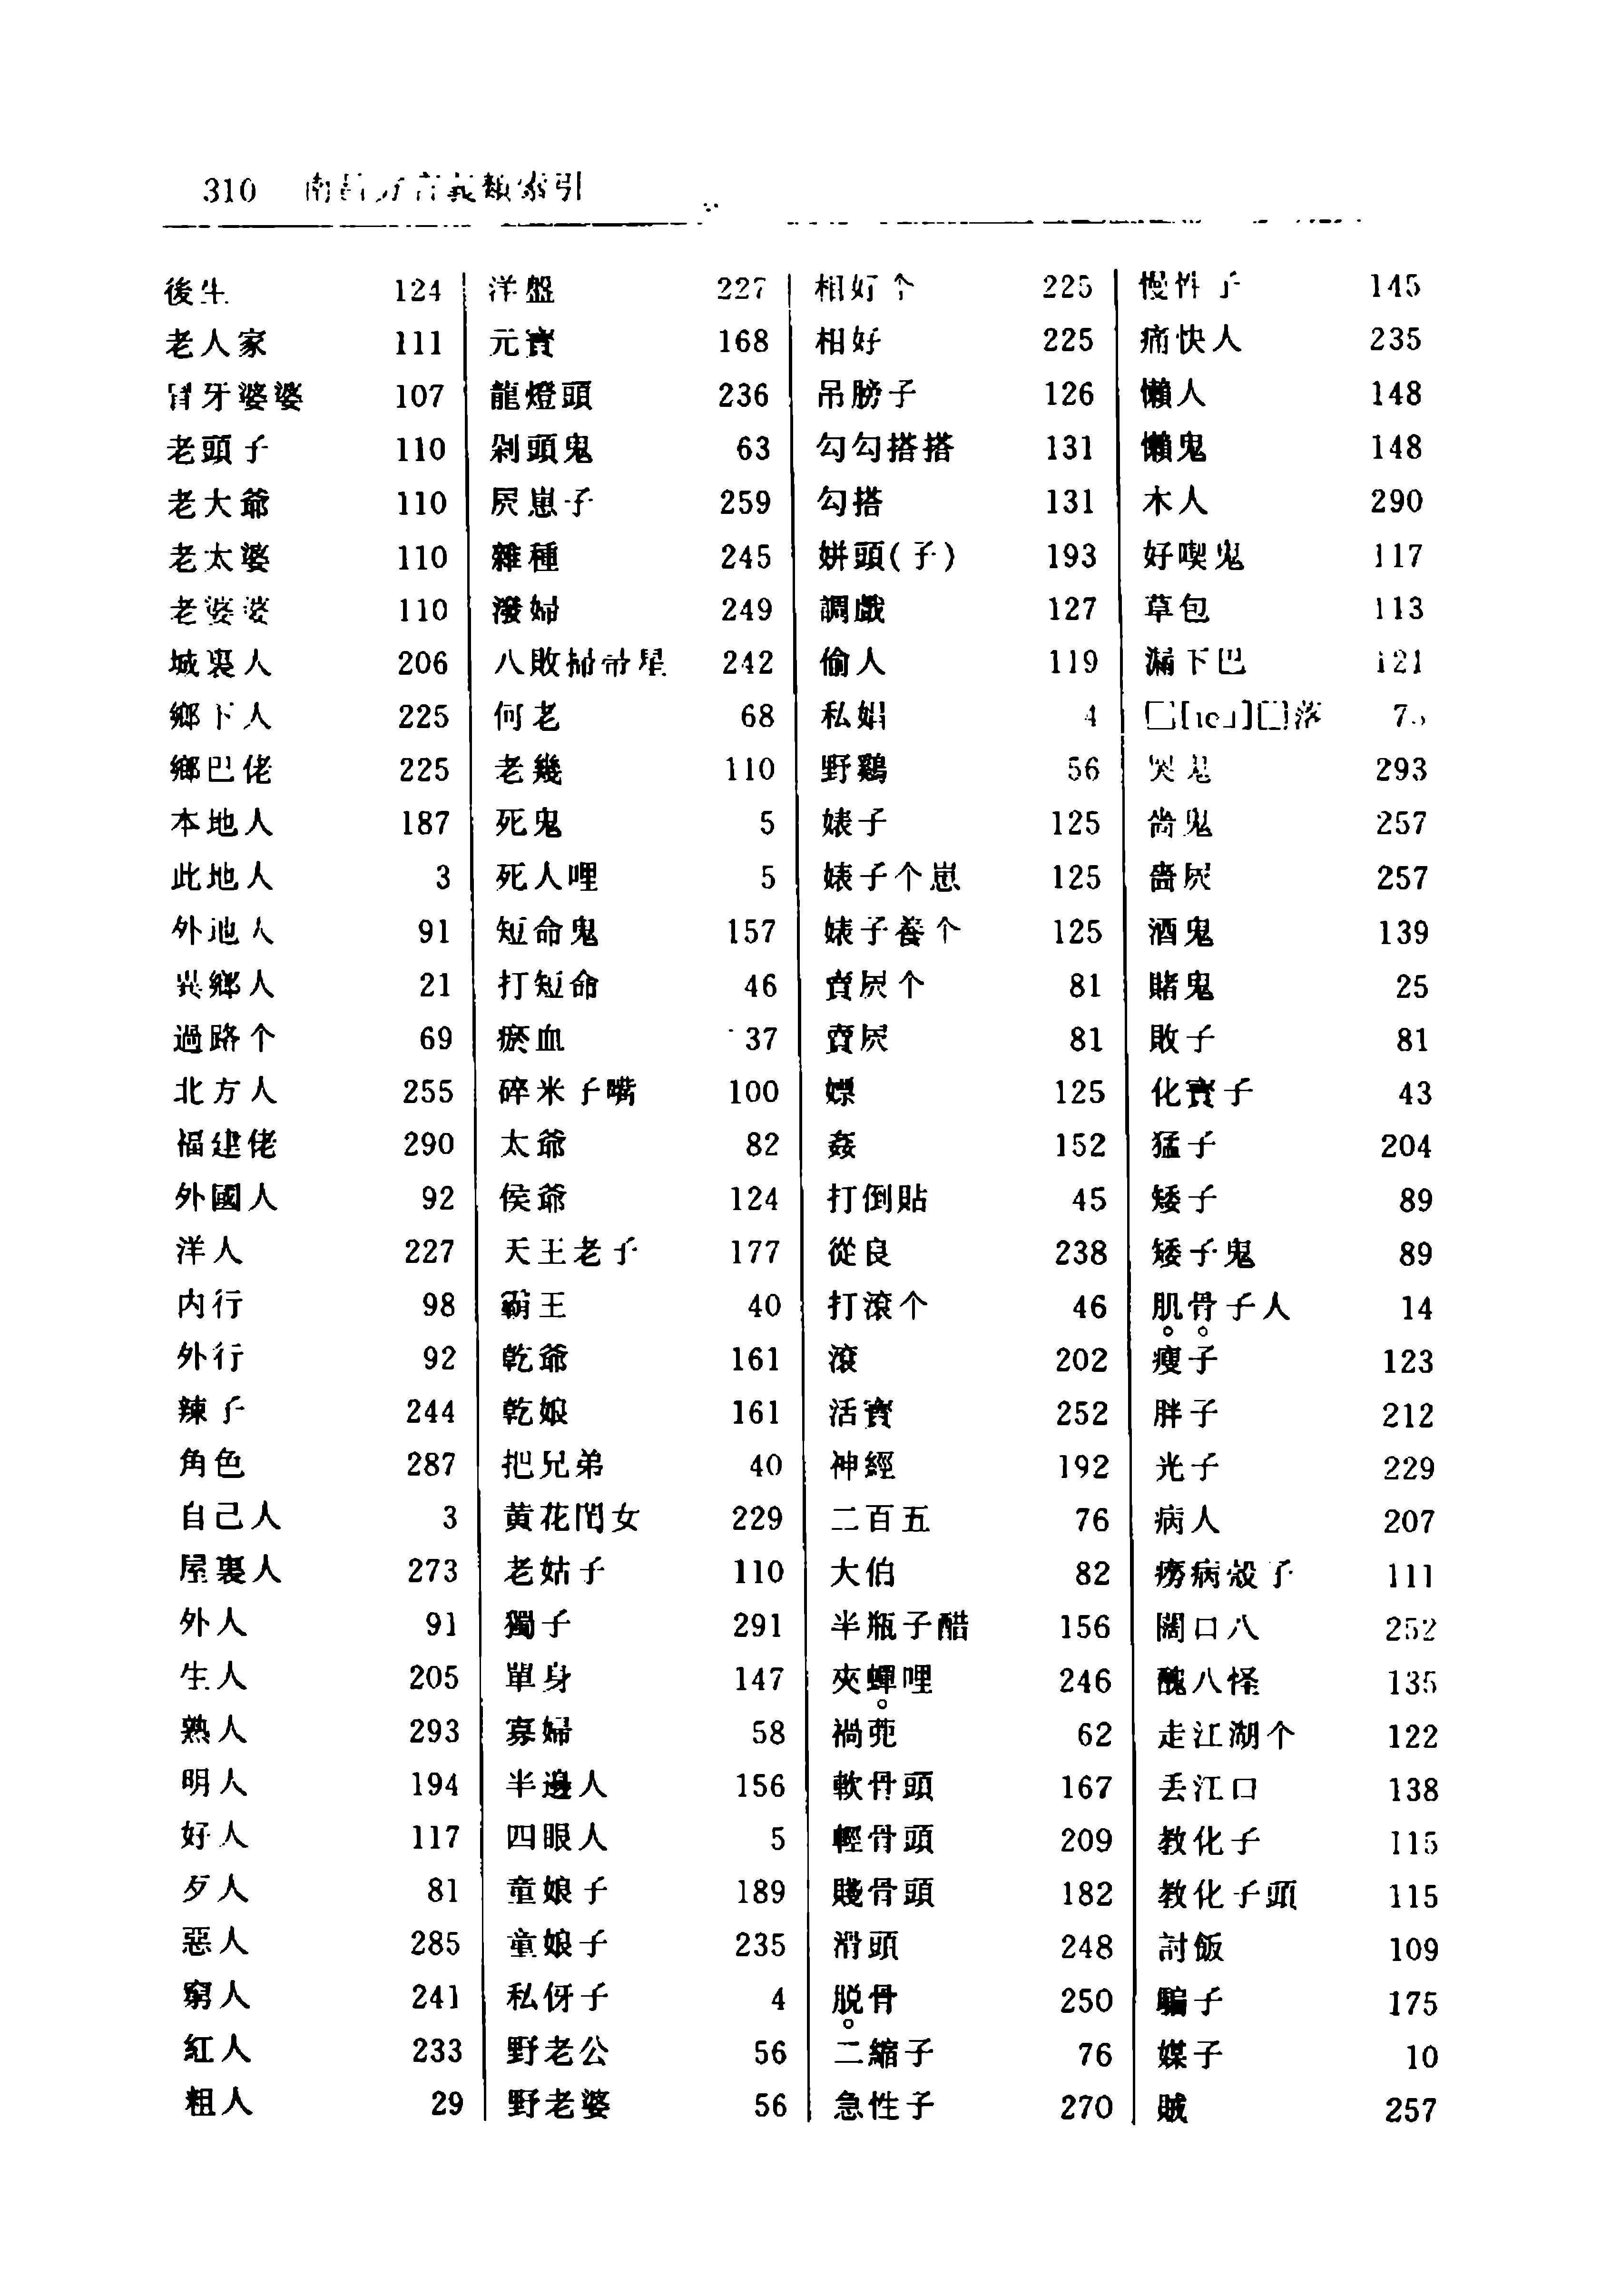 310 南昌方言義類索引
後生 124
老人家 111
冒牙婆婆 107
老頭子 110
老大爺 110
老太婆 110
老婆婆 110
城裏人 206
鄉下人 225
鄉巴佬 225
本地人 187
此地人 3
外地人 91
異鄉人 21
過路个 69
北方人 255
福建佬 290
外國人 92
洋人 227
内行 98
外行 92
辣子 244
角色 287
自己人 3
屋裏人 273
外人 91
生人 205
熟人 293
明人 194
好人 117
歹人 81
惡人 285
窮人 241
紅人 233
粗人 29
洋盤 227
元寶 168
龍燈頭 236
剁頭鬼 63
屄崽子 259
雜種 245
潑婦 249
八敗掃帚星 242
何老 68
老幾 110
死鬼 5
死人哩 5
短命鬼 157
打短命 46
瘀血 37
碎米子嘴 100
太爺 82
侯爺 124
天王老子 177
霸王 40
乾爺 161
乾娘 161
把兄弟 40
黄花閨女 229
老姑子 110
獨子 291
單身 147
寡婦 58
半邊人 156
四眼人 5
童娘子 189
童娘子 235
私伢子 4
野老公 56
野老婆 56
相好个 225
相好 225
吊膀子 126
勾勾搭搭 131
勾搭 131
姘頭(子) 193
調戲 127
偷人 119
私娼 4
野鷄 56
婊子 125
婊子个崽 125
婊子養个 125
賣屄个 81
賣屄 81
嫖 125
姦 152
打倒貼 45
從良 238
打滚个 46
滚 202
活寶 252
神經 192
二百五 76
大伯 82
半瓶子醋 156
夾蟬哩 246
禍蔸 62
軟骨頭 167
輕骨頭 209
賤骨頭 182
滑頭 248
脱骨 250
二縮子 76
急性子 270
慢性子 145
痛快人 235
懶人 148
懶鬼 148
木人 290
好喫鬼 117
草包 113
漏下巴 121
落
哭鬼 293
嗇鬼 257
嗇屄 257
酒鬼 139
賭鬼 25
敗子 81
化寶子 43
猛子 204
矮子 89
矮子鬼 89
肌骨子人 14
瘦子 123
胖子 212
光子 229
病人 207
癆病殼子 111
闊口八 252
醜八怪 135
走江湖个 122
丢江口 138
教化子 115
教化子頭 115
討飯 109
騙子 175
媒子 10
賊 257